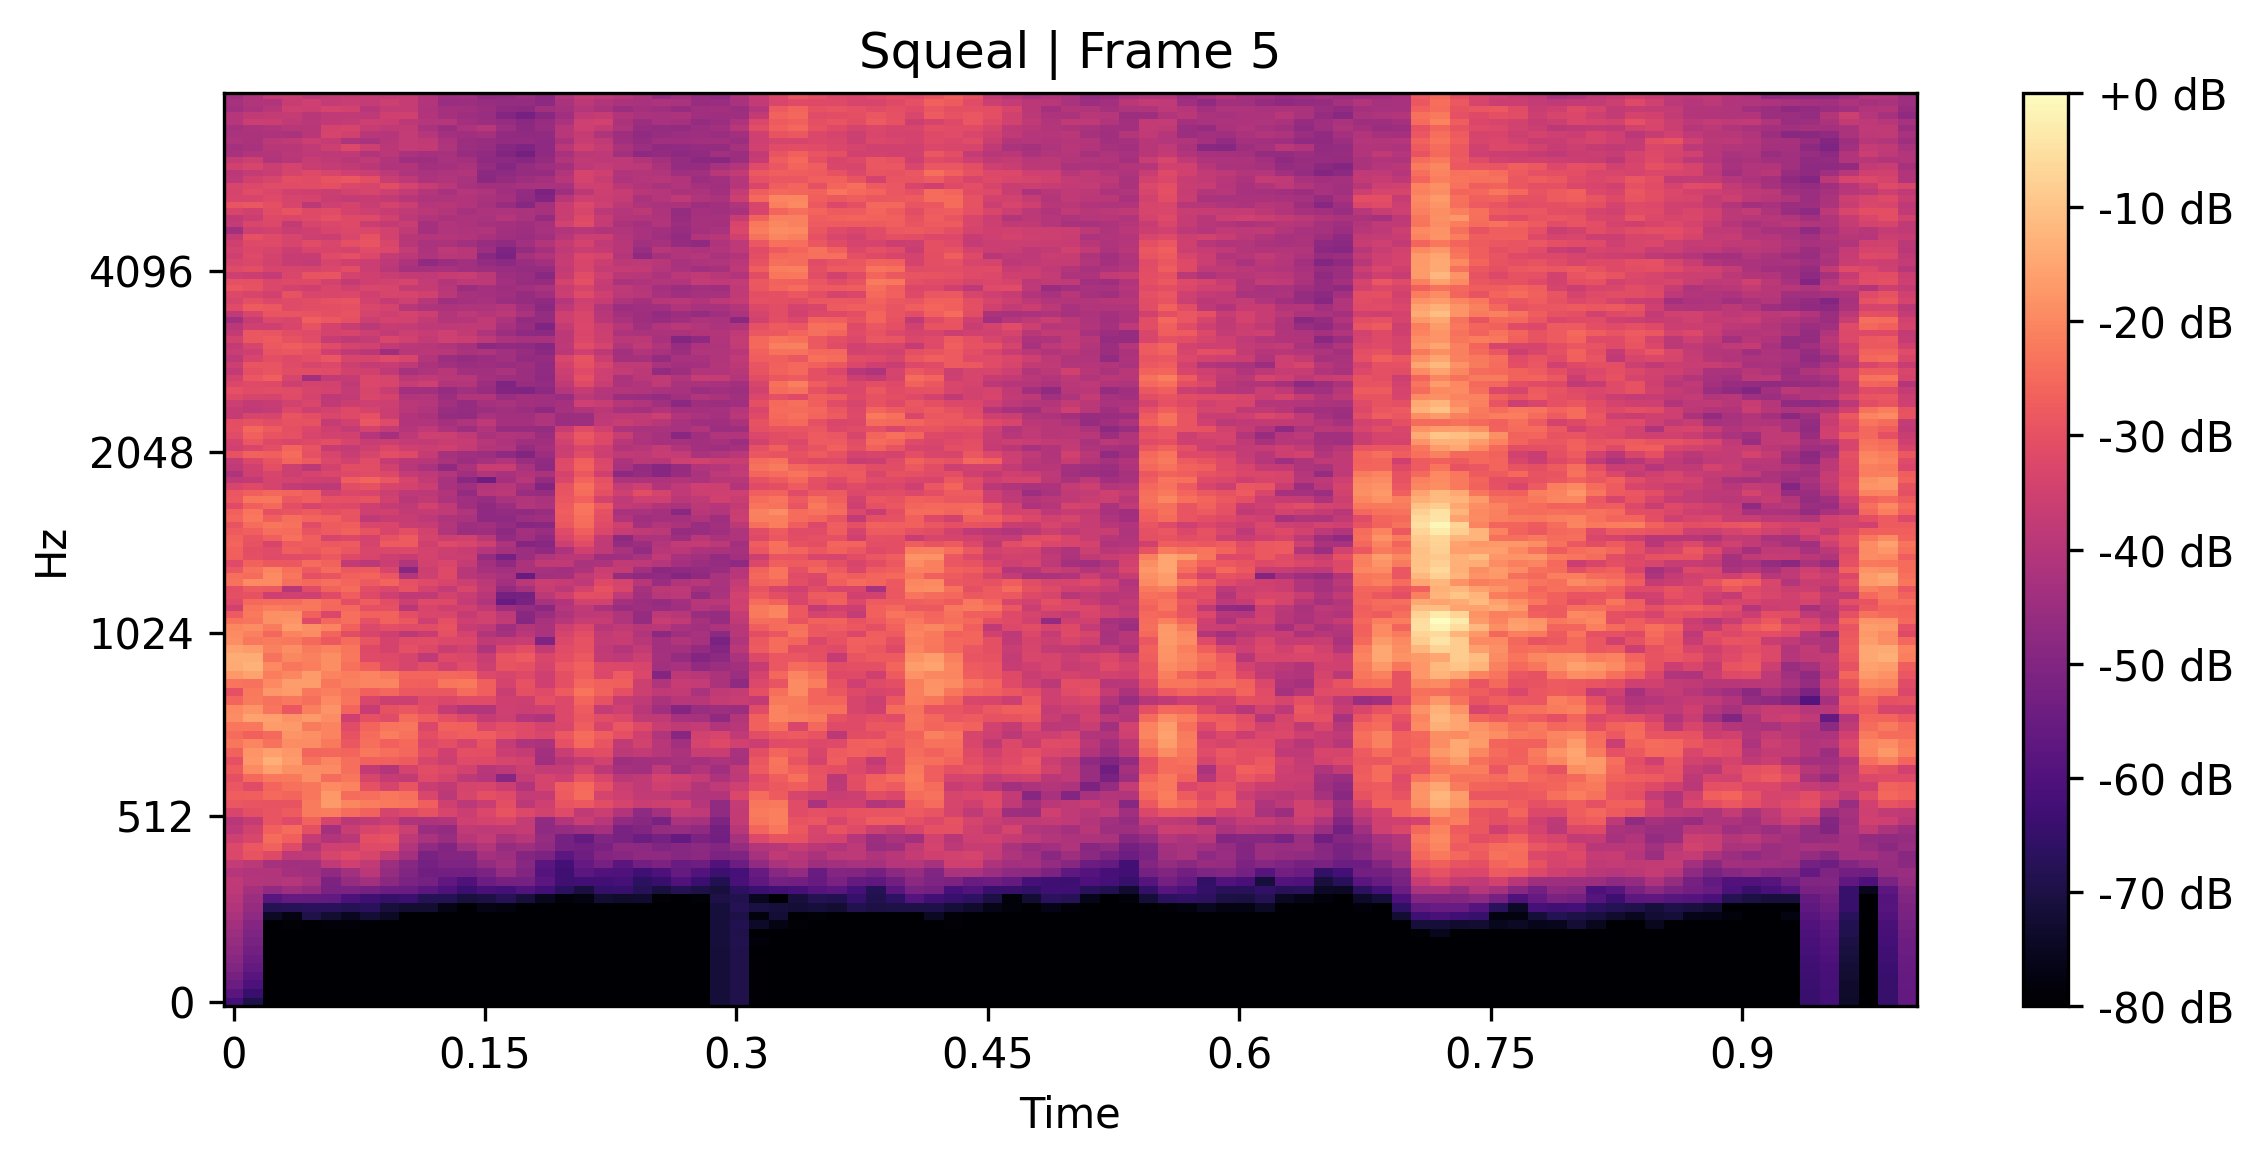 Squeal | Frame 5
+0 dB
-10 dB
-20 dB
-30 dB
-40 dB
-50 dB
-60 dB
-70 dB
-80 dB
Hz
4096
2048
1024
512
0
0 0.15 0.3 0.45 0.6 0.75 0.9
Time